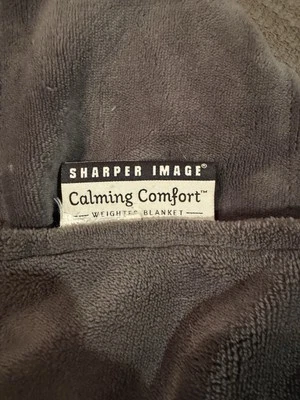 SHARPER IMAGE®
Calming Comfort™
WEIGHTED BLANKET